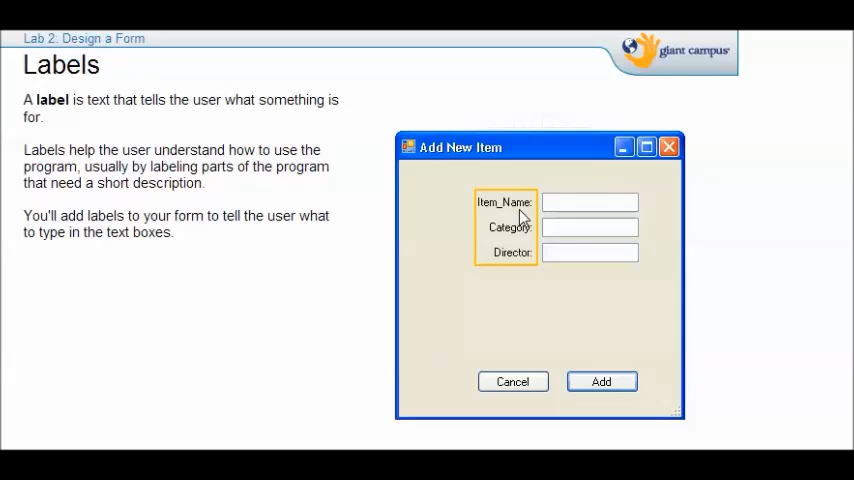 Lab 2: Design a Form
giant campus
Labels
A label is text that tells the user what something is
for.
Labels help the user understand how to use the
program, usually by labeling parts of the program
that need a short description.
You'll add labels to your form to tell the user what
to type in the text boxes.
Add New Item
Item_Name:
Category:
Director:
Cancel
Add